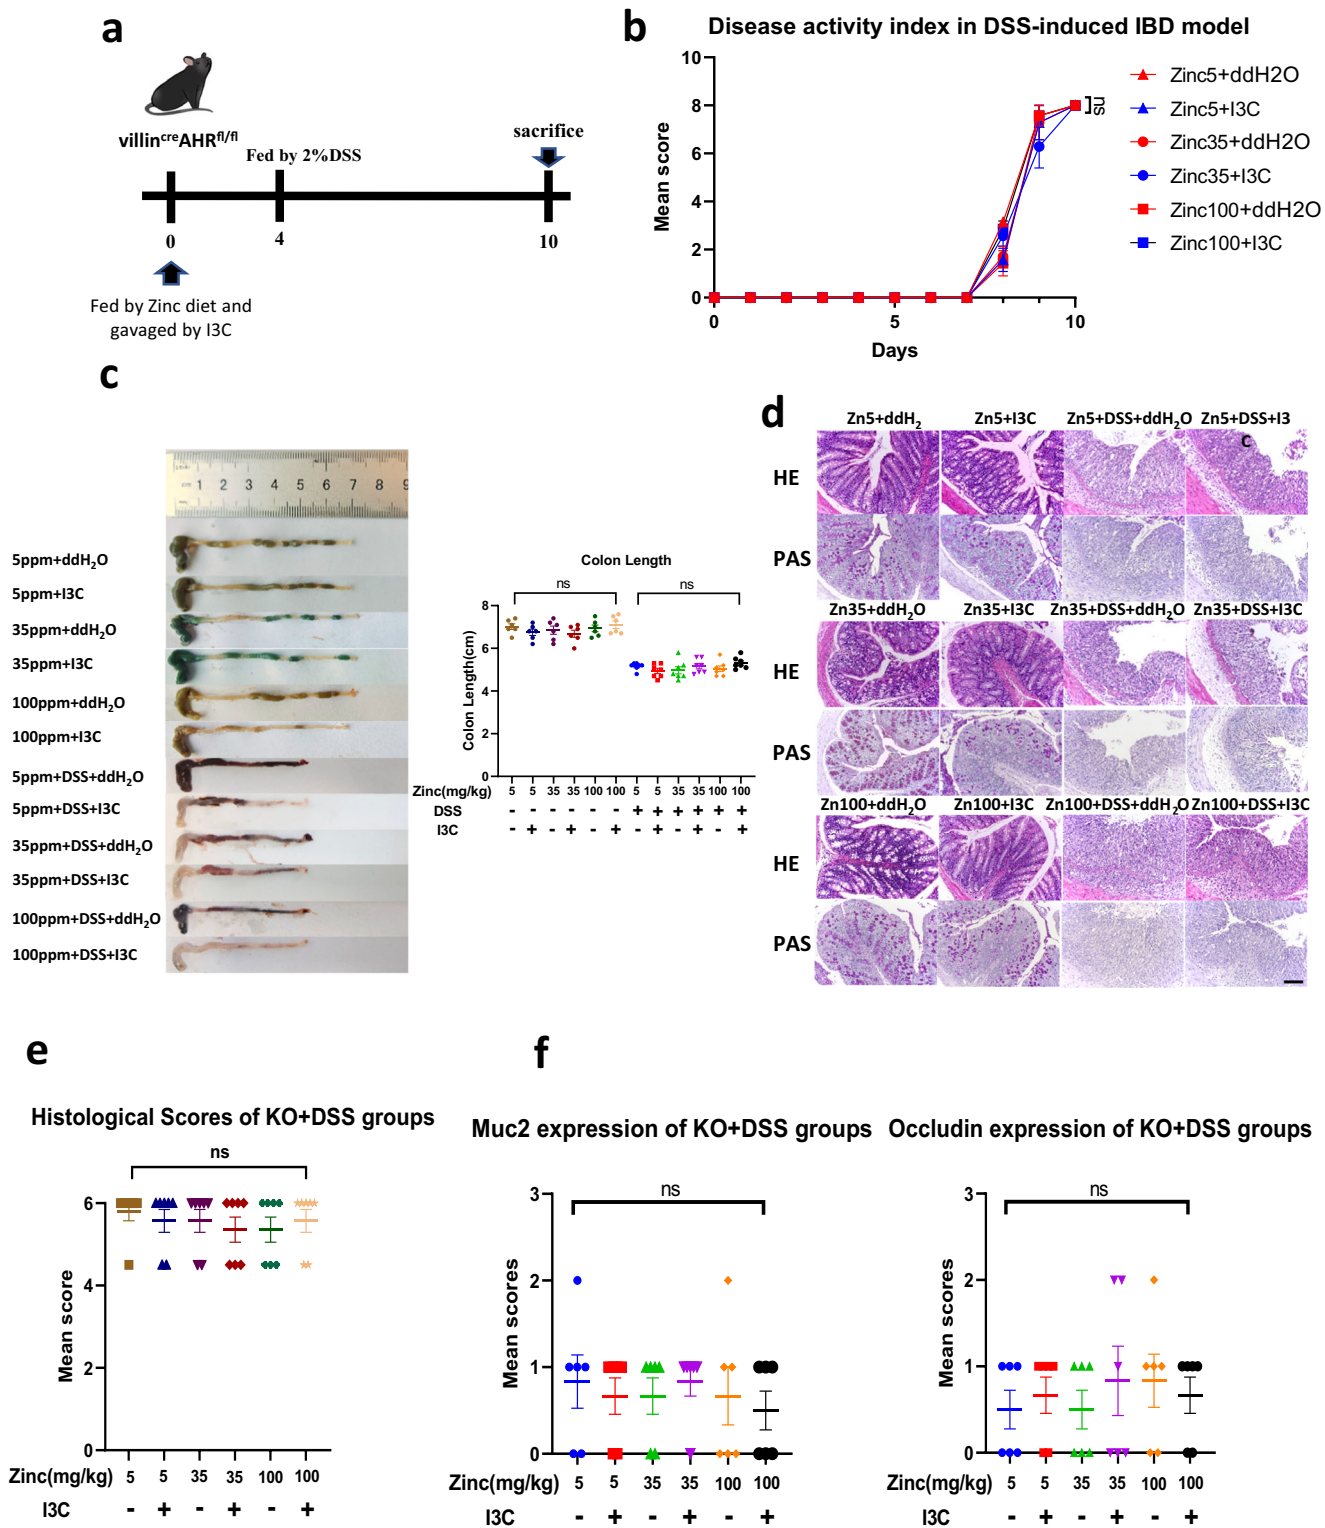 a
villin^creAHR^fl/fl
Fed by 2%DSS
sacrifice
0
4
10
Fed by Zinc diet and
gavaged by I3C
b
Disease activity index in DSS-induced IBD model
Mean score
10
8
6
4
2
0
0
5
10
Days
ns
Zinc5+ddH2O
Zinc5+I3C
Zinc35+ddH2O
Zinc35+I3C
Zinc100+ddH2O
Zinc100+I3C
c
1 2 3 4 5 6 7 8 9
5ppm+ddH₂O
5ppm+I3C
35ppm+ddH₂O
35ppm+I3C
100ppm+ddH₂O
100ppm+I3C
5ppm+DSS+ddH₂O
5ppm+DSS+I3C
35ppm+DSS+ddH₂O
35ppm+DSS+I3C
100ppm+DSS+ddH₂O
100ppm+DSS+I3C
Colon Length
ns
ns
Colon Length(cm)
8
6
4
2
0
Zinc(mg/kg) 5 5 35 35 100 100 5 5 35 35 100 100
DSS - - - - - - + + + + + +
I3C - + - + - + - + - + - +
d
Zn5+ddH₂ Zn5+I3C Zn5+DSS+ddH₂O Zn5+DSS+I3
C
HE
PAS
Zn35+ddH₂O Zn35+I3C Zn35+DSS+ddH₂O Zn35+DSS+I3C
HE
PAS
Zn100+ddH₂O Zn100+I3C Zn100+DSS+ddH₂O Zn100+DSS+I3C
HE
PAS
e
Histological Scores of KO+DSS groups
ns
Mean score
6
4
2
0
Zinc(mg/kg) 5 5 35 35 100 100
I3C - + - + - +
f
Muc2 expression of KO+DSS groups
ns
Mean scores
3
2
1
0
Zinc(mg/kg) 5 5 35 35 100 100
I3C - + - + - +
Occludin expression of KO+DSS groups
ns
Mean scores
3
2
1
0
Zinc(mg/kg) 5 5 35 35 100 100
I3C - + - + - +